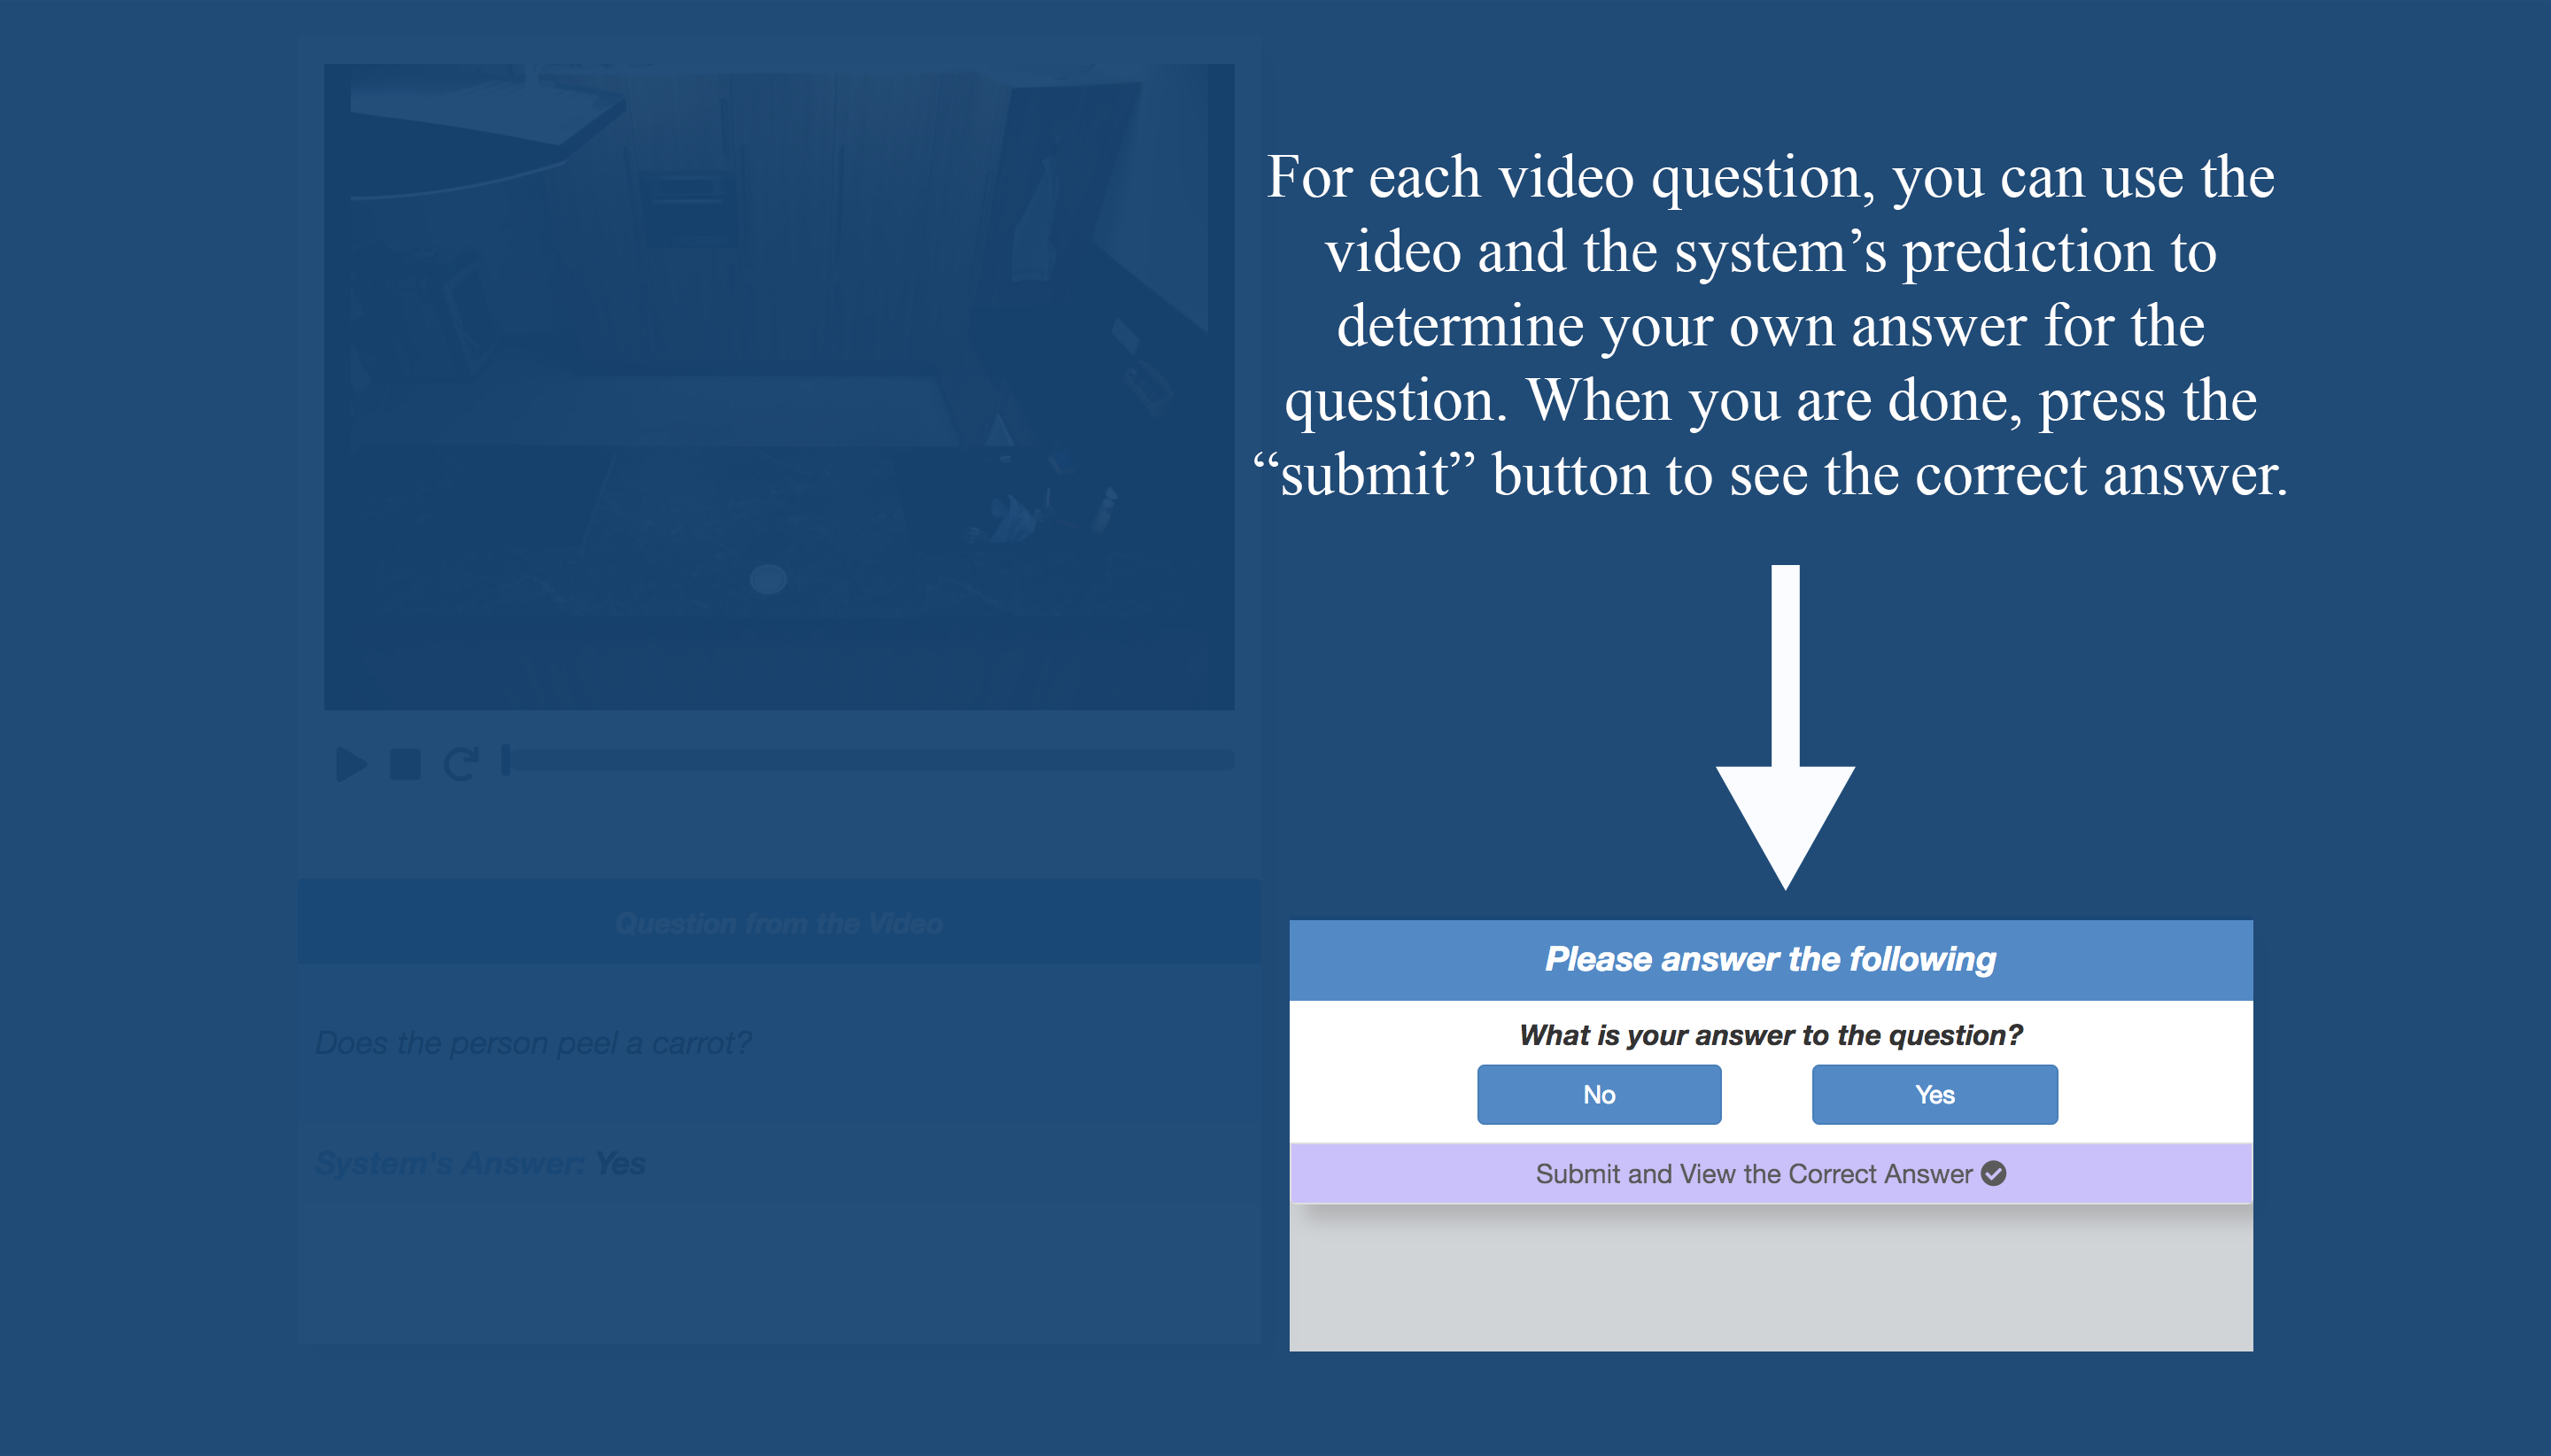 For each video question, you can use the
video and the system’s prediction to
determine your own answer for the
question. When you are done, press the
“submit” button to see the correct answer.
Question from the Video
Does the person peel a carrot?
System's Answer: Yes
Please answer the following
What is your answer to the question?
No Yes
Submit and View the Correct Answer